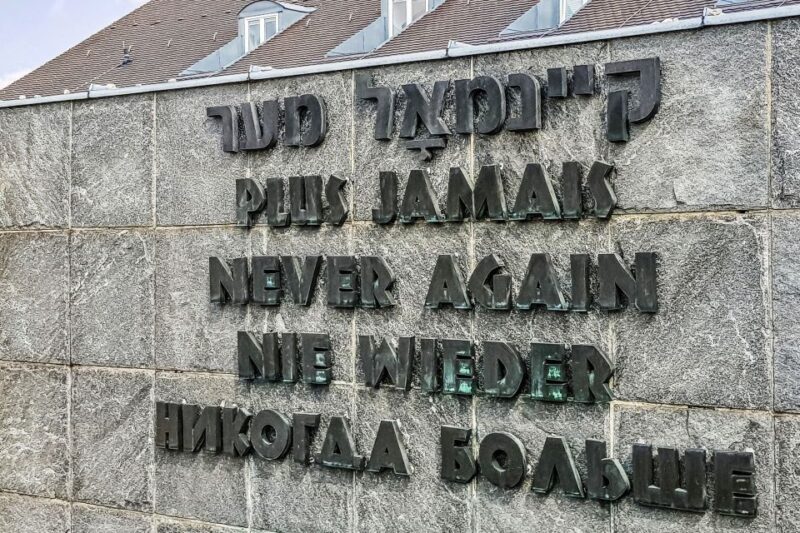 קיינמאָל מער
PLUS JAMAIS
NEVER AGAIN
NIE WIEDER
НИКОГДА БОЛЬШЕ